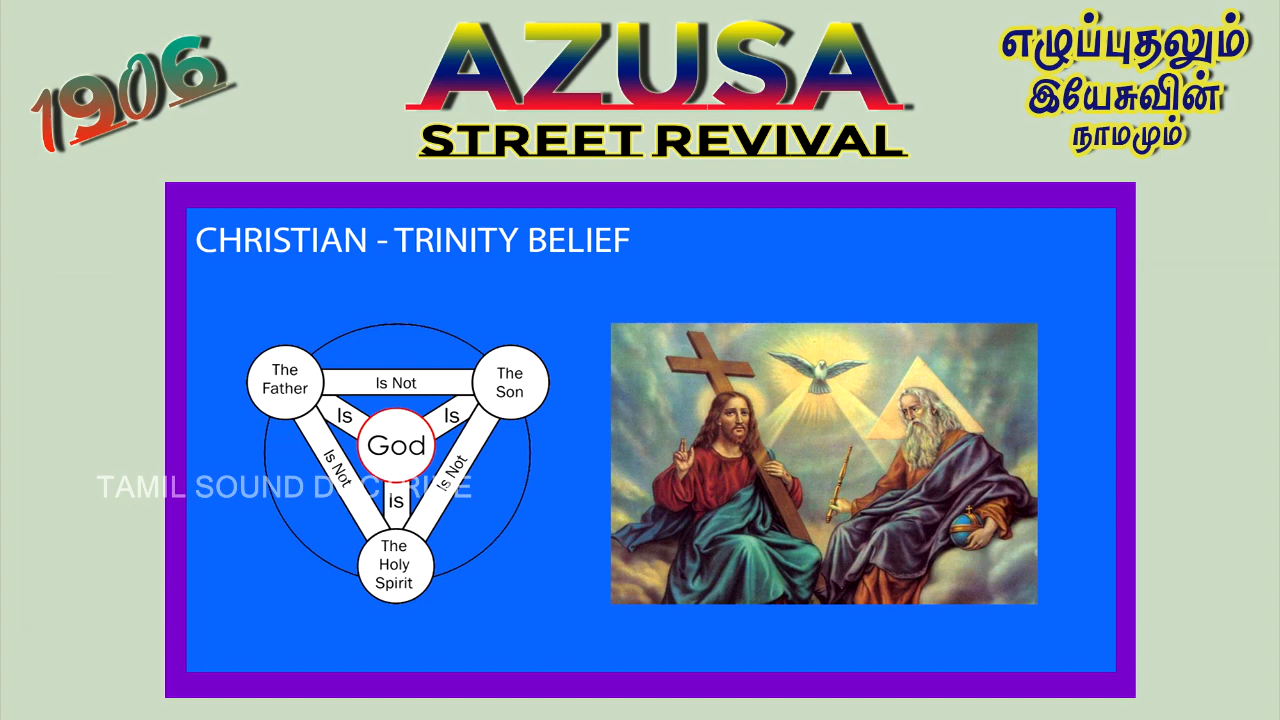 1906
AZUSA
STREET REVIVAL
எழுப்புதலும்
இயேசுவின்
நாமமும்
CHRISTIAN - TRINITY BELIEF
The
Father
Is Not
The
Son
Is
Is
God
Is Not
Is Not
is
The
Holy
Spirit
TAMIL SOUND DOCTRINE